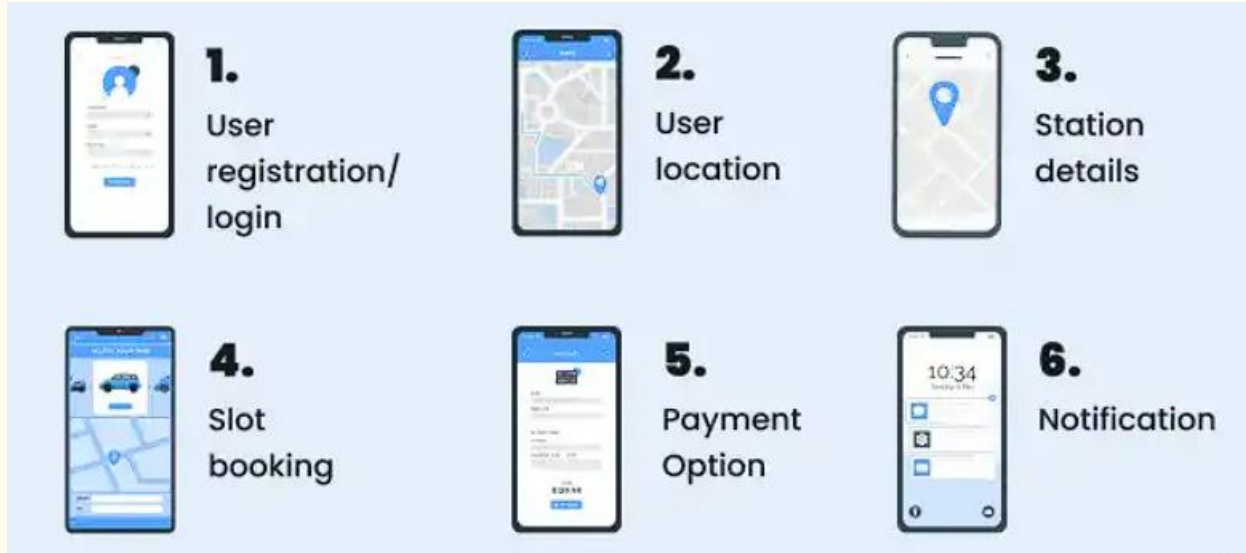 1.
User
registration/
login
2.
User
location
3.
Station
details
4.
Slot
booking
5.
Payment
Option
6.
10:34
Notification